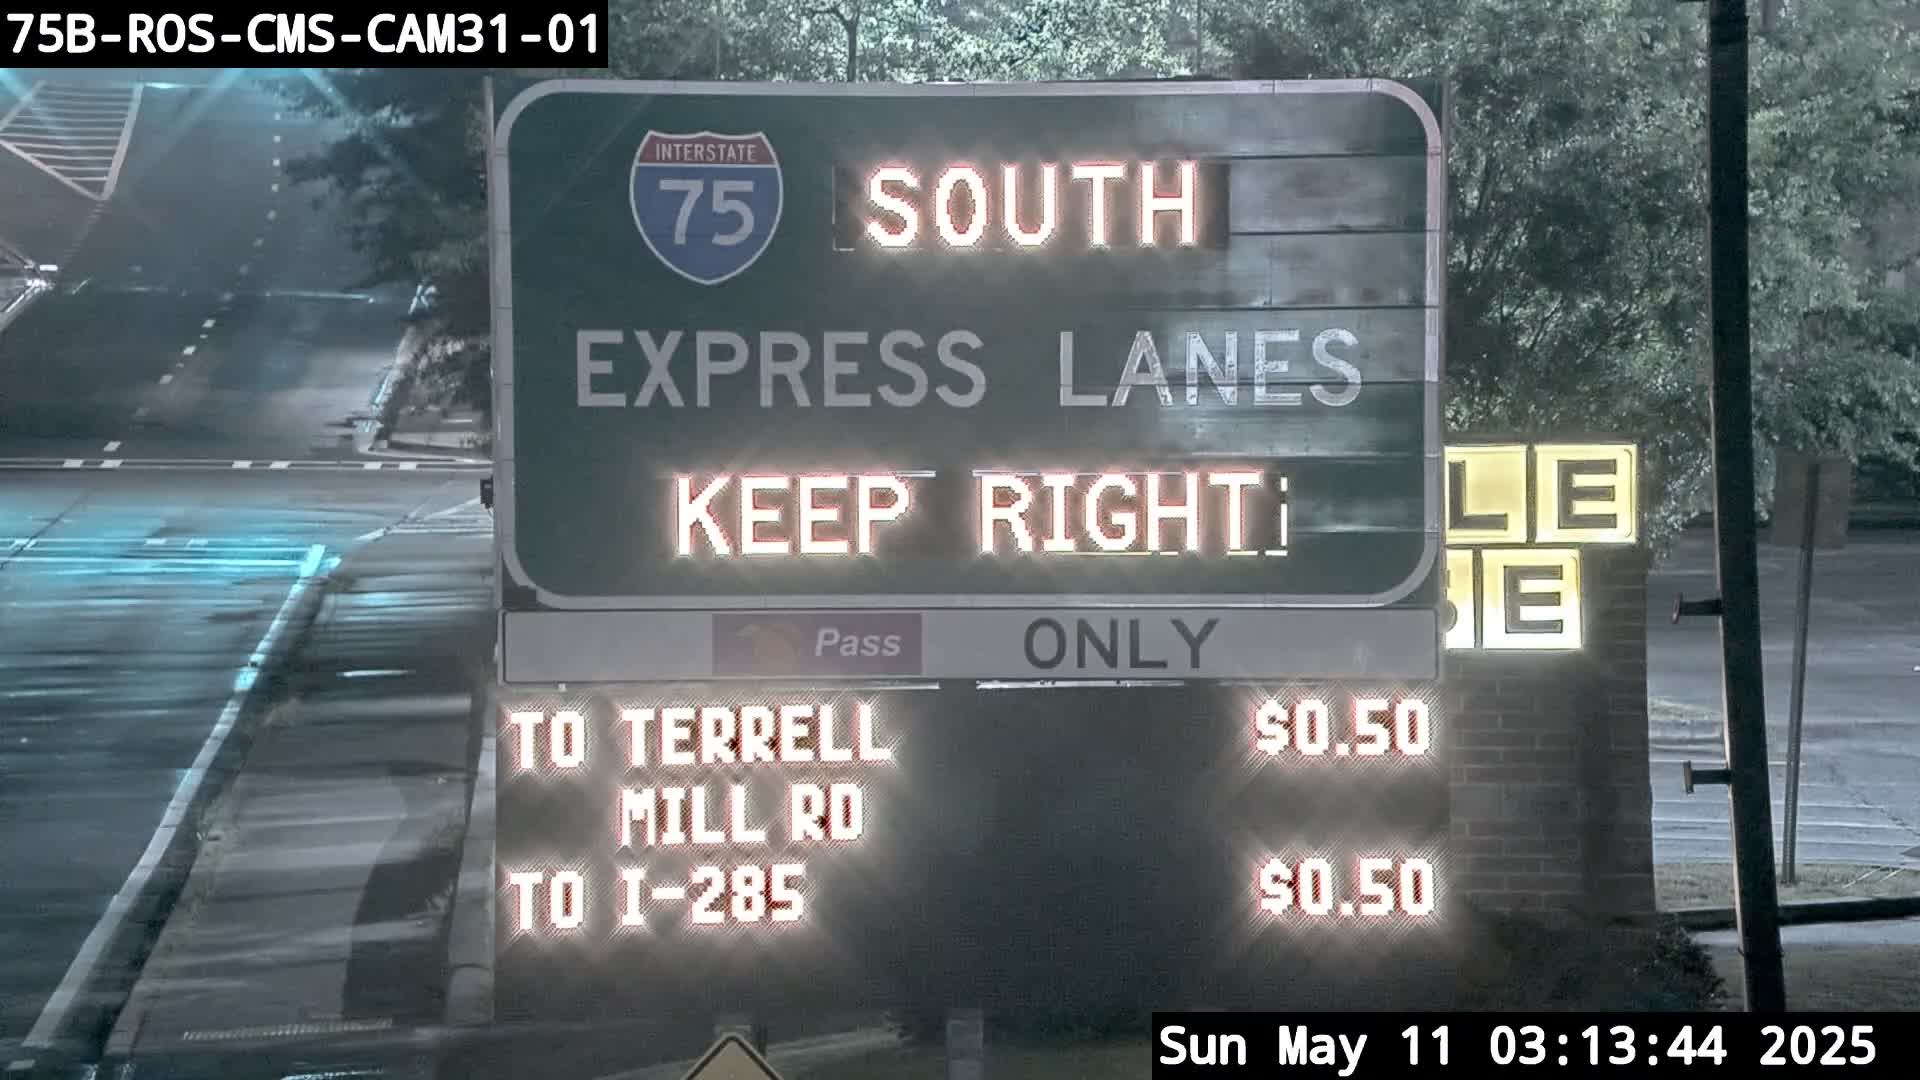 75B-ROS-CMS-CAM31-01
INTERSTATE
75
SOUTH
EXPRESS LANES
KEEP RIGHT
Pass ONLY
TO TERRELL $0.50
MILL RD
TO I-285 $0.50
LE
E
Sun May 11 03:13:44 2025